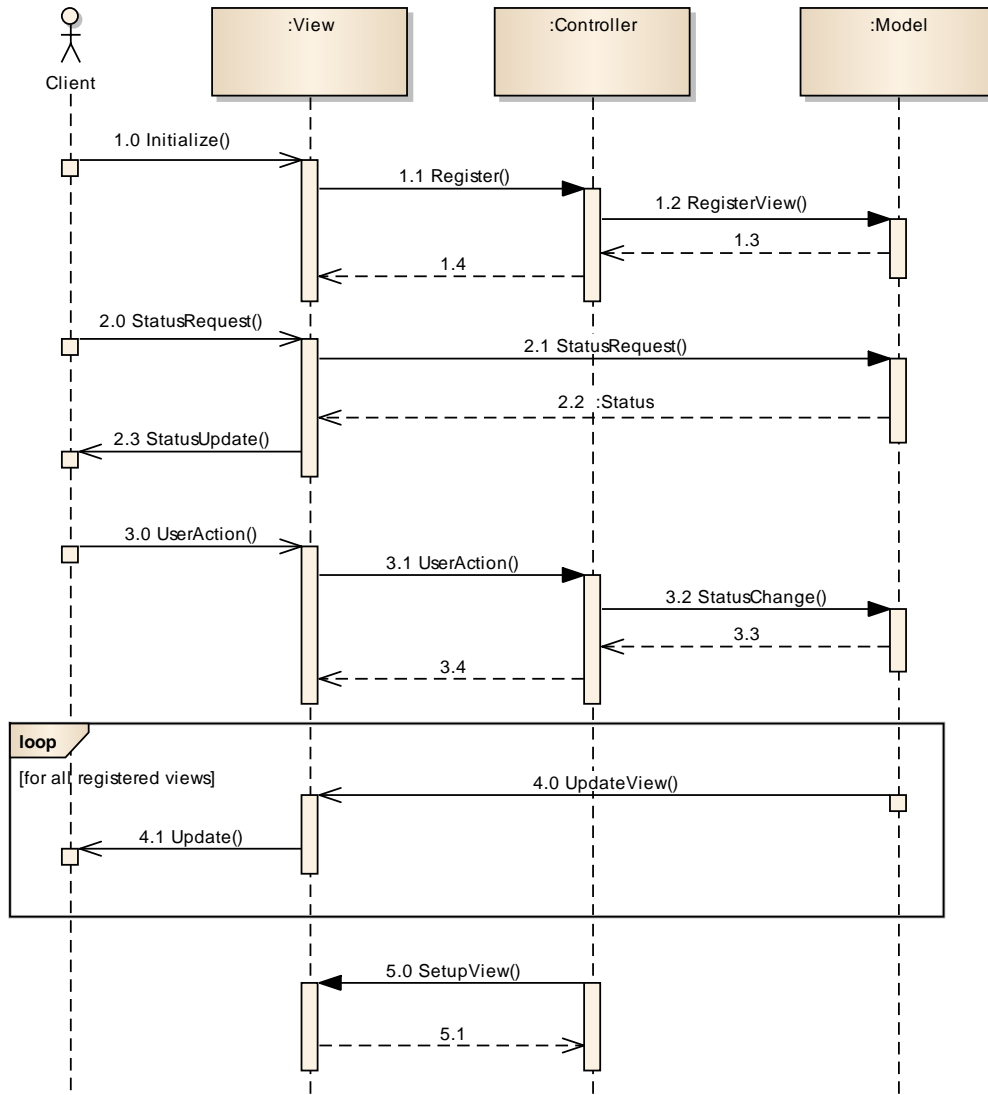 :View
:Controller
:Model
Client
1.0 Initialize()
1.1 Register()
1.2 RegisterView()
1.3
1.4
2.0 StatusRequest()
2.1 StatusRequest()
2.2 :Status
2.3 StatusUpdate()
3.0 UserAction()
3.1 UserAction()
3.2 StatusChange()
3.3
3.4
loop
[for all registered views]
4.0 UpdateView()
4.1 Update()
5.0 SetupView()
5.1